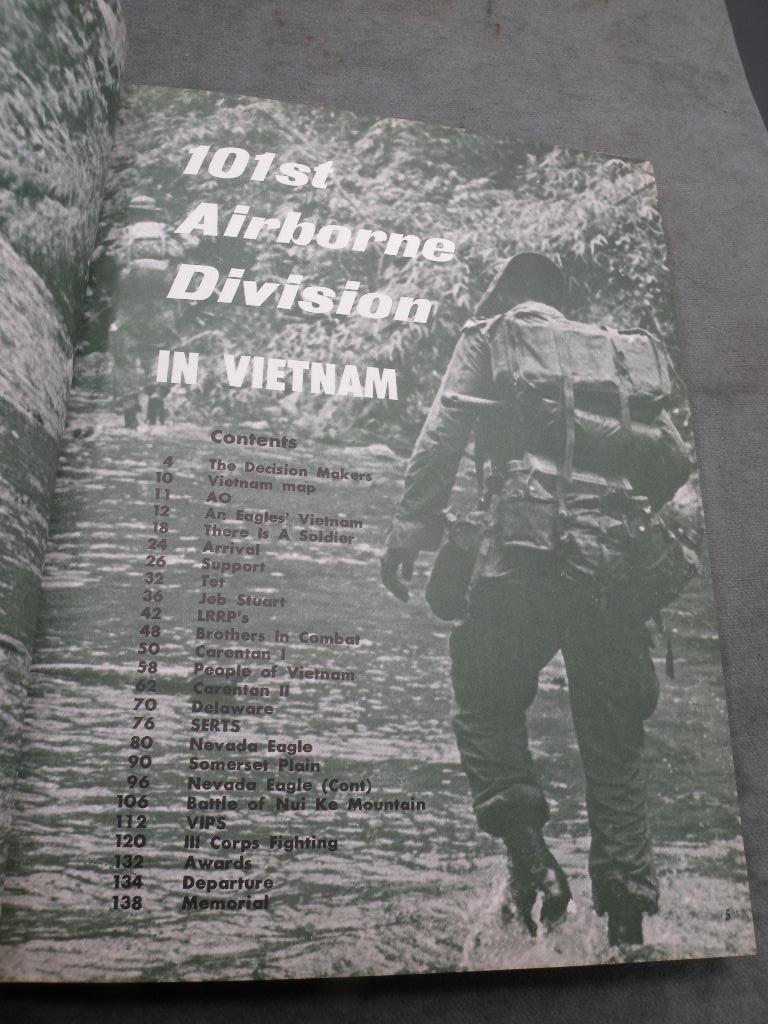 101st
Airborne
Division
IN VIETNAM
Contents
4 The Decision Makers
10 Vietnam map
11 AO
12 An Eagles' Vietnam
18 There Is A Soldier
24 Arrival
26 Support
32 Tet
36 Jeb Stuart
42 LRRP's
48 Brothers In Combat
50 Carentan I
58 People of Vietnam
62 Carentan II
70 Delaware
76 SERTS
80 Nevada Eagle
90 Somerset Plain
96 Nevada Eagle (Cont)
106 Battle of Nui Ke Mountain
112 VIPS
120 III Corps Fighting
132 Awards
134 Departure
138 Memorial
5